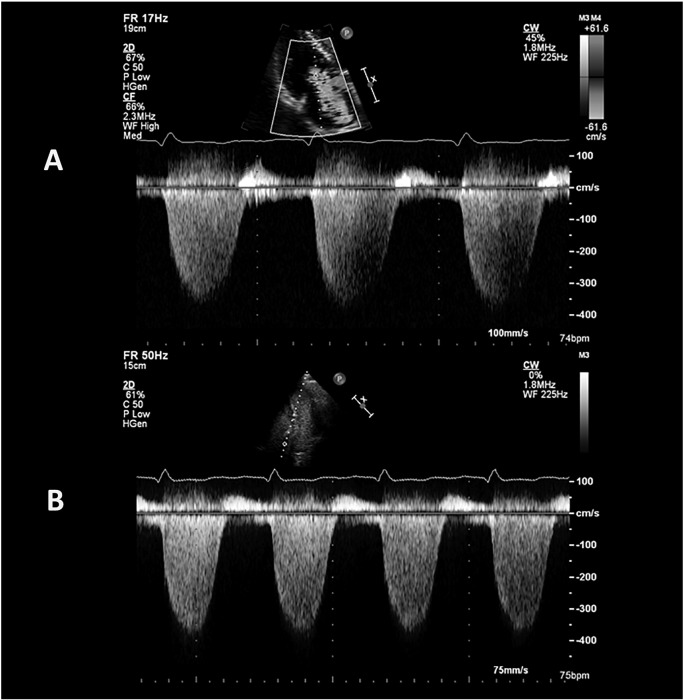 FR 17Hz
19cm
2D
67%
C 50
P Low
HGen
CF
66%
2.3MHz
WF High
Med
P
x
CW
45%
1.8MHz
WF 225Hz
M3 M4
+61.6
-61.6
cm/s
A
100
cm/s
-100
-200
-300
-400
100mm/s
74bpm
FR 50Hz
15cm
2D
61%
C 50
P Low
HGen
P
x
CW
0%
1.8MHz
WF 225Hz
M3
B
100
cm/s
-100
-200
-300
-400
75mm/s
75bpm